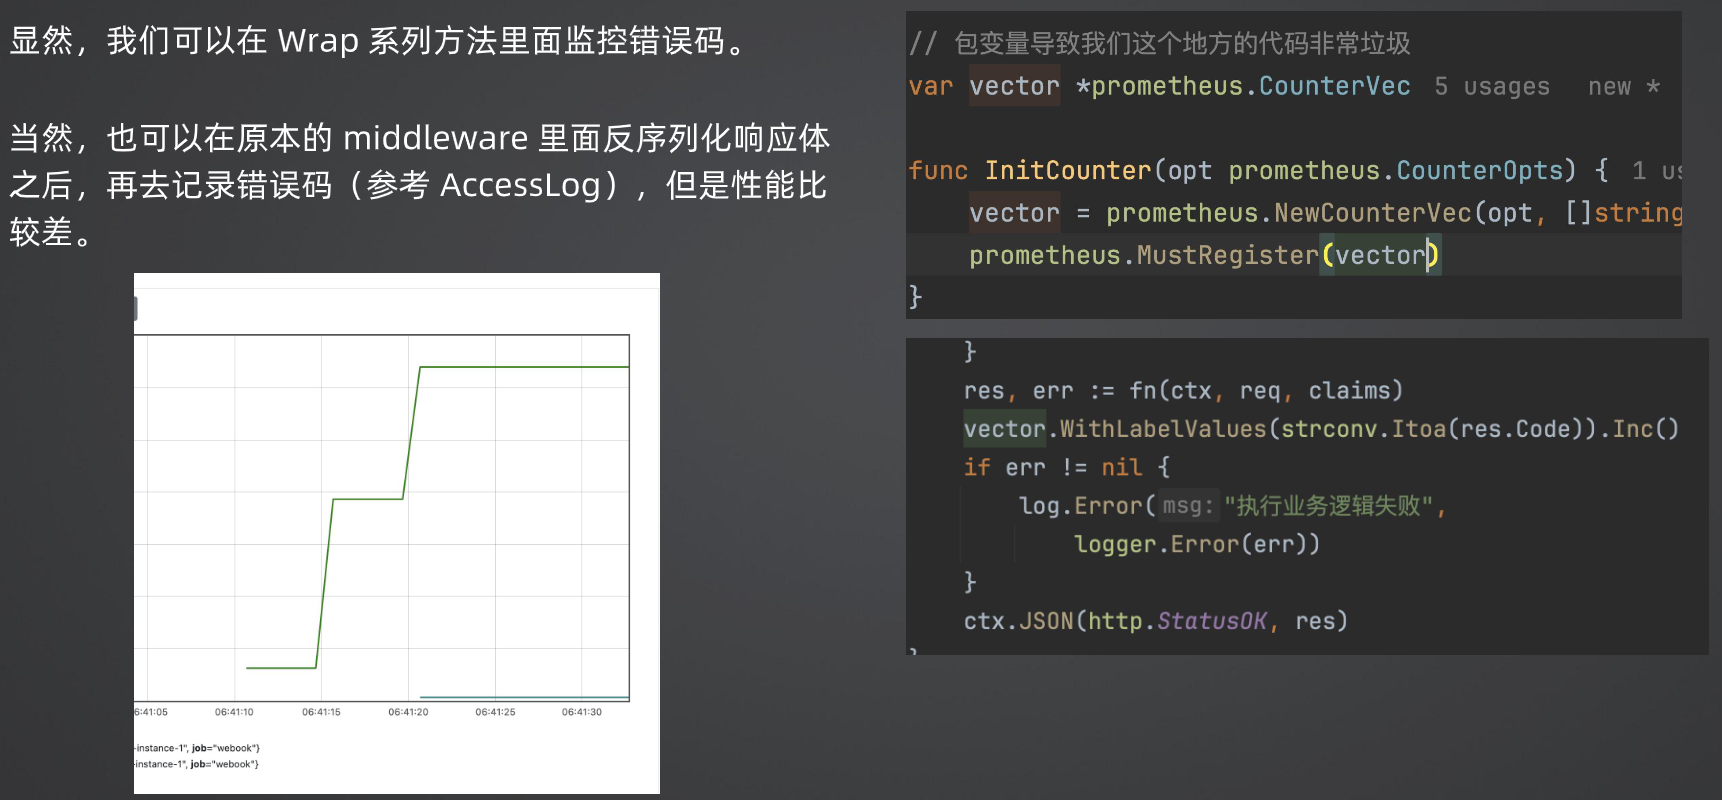 显然，我们可以在 Wrap 系列方法里面监控错误码。
当然，也可以在原本的 middleware 里面反序列化响应体
之后，再去记录错误码（参考 AccessLog），但是性能比
较差。
6:41:05 06:41:10 06:41:15 06:41:20 06:41:25 06:41:30
-instance-1", job="webook"}
-instance-1", job="webook"}
// 包变量导致我们这个地方的代码非常垃圾
var vector *prometheus.CounterVec 5 usages new *
func InitCounter(opt prometheus.CounterOpts) { 1 us
vector = prometheus.NewCounterVec(opt, []string
prometheus.MustRegister(vector)
}
}
res, err := fn(ctx, req, claims)
vector.WithLabelValues(strconv.Itoa(res.Code)).Inc()
if err != nil {
log.Error( msg: "执行业务逻辑失败",
logger.Error(err))
}
ctx.JSON(http.StatusOK, res)